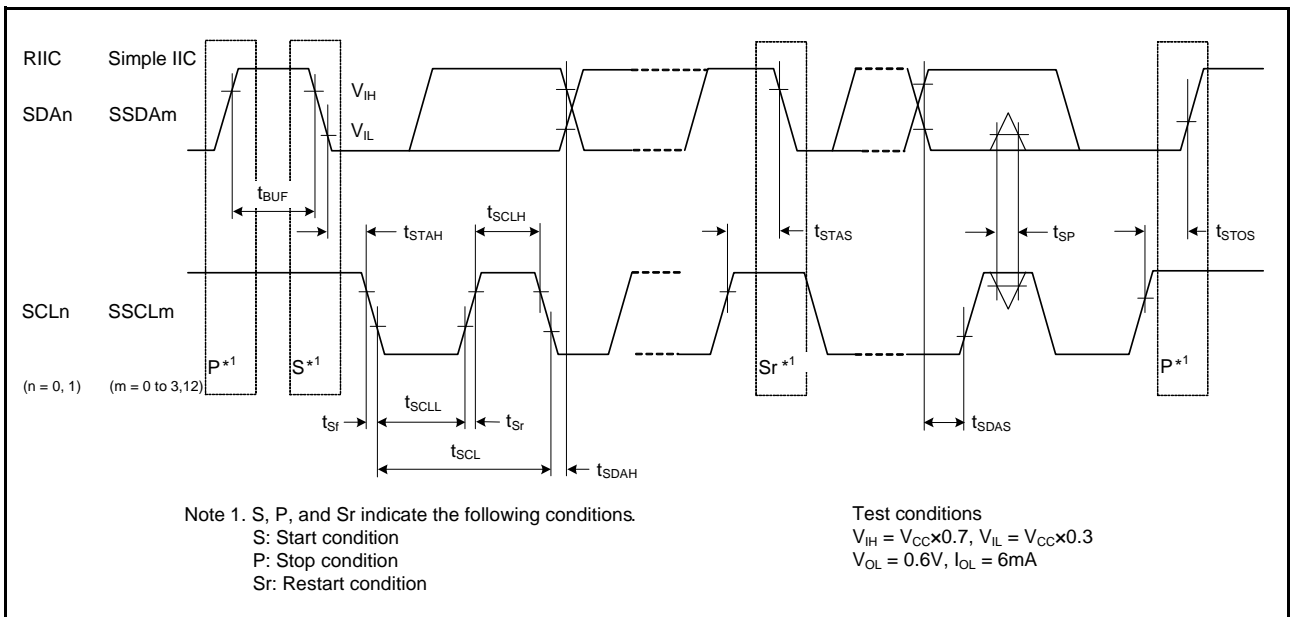 RIIC Simple IIC
SDAn SSDAm
VIH
VIL
tBUF
tSTAH
tSCLH
tSTAS
tSP
tSTOS
SCLn SSCLm
(n = 0, 1) (m = 0 to 3,12)
P*1
S*1
Sr*1
P*1
tSf
tSCLL
tSr
tSDAS
tSCL
tSDAH
Note 1. S, P, and Sr indicate the following conditions.
S: Start condition
P: Stop condition
Sr: Restart condition
Test conditions
VIH = VCC×0.7, VIL = VCC×0.3
VOL = 0.6V, IOL = 6mA